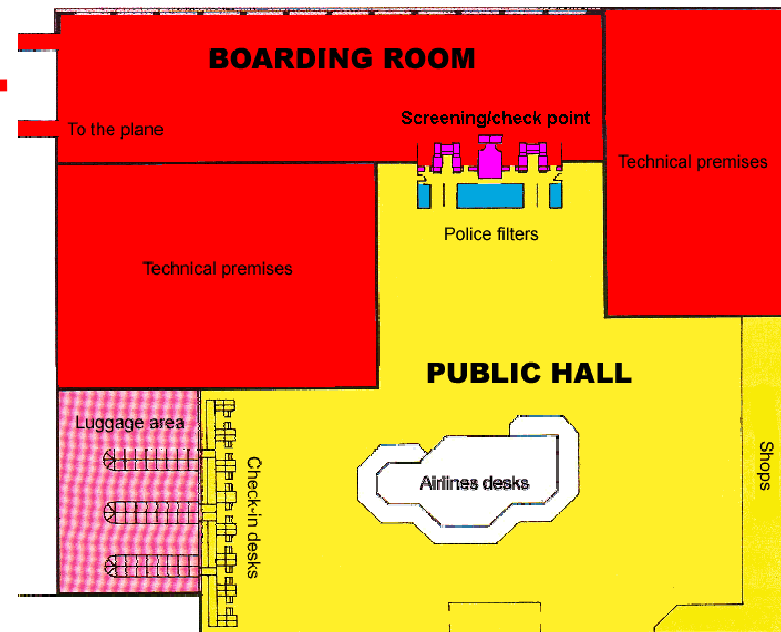 BOARDING ROOM
Screening/check point
To the plane
Technical premises
Police filters
Technical premises
PUBLIC HALL
Luggage area
Check-in desks
Airlines desks
Shops